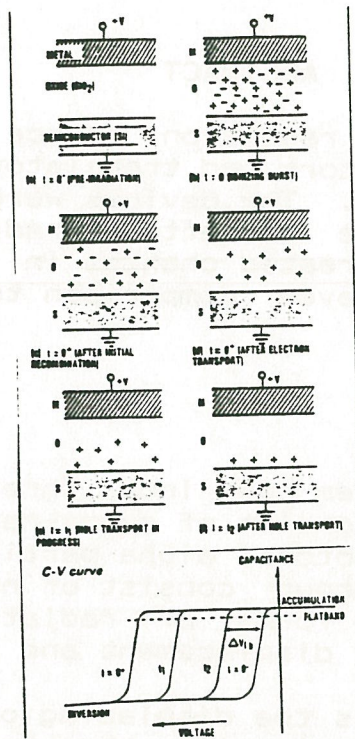 +V
+V
METAL
M
OXIDE (SiO₂)
O
SEMICONDUCTOR (Si)
S
(a) t = 0⁻ (PRE-IRRADIATION)
(b) t = 0 (IONIZING BURST)
+V
+V
M
M
O
O
S
S
(c) t = 0⁺ (AFTER INITIAL
RECOMBINATION)
t = 0⁺ (AFTER ELECTRON
TRANSPORT)
+V
+V
M
M
O
O
S
S
t = t₁ (HOLE TRANSPORT IN
PROGRESS)
t = t₂ (AFTER HOLE TRANSPORT)
CAPACITANCE
C-V curve
ACCUMULATION
FLATBAND
t = 0⁺
t₁
t₂
t = 0⁻
INVERSION
VOLTAGE